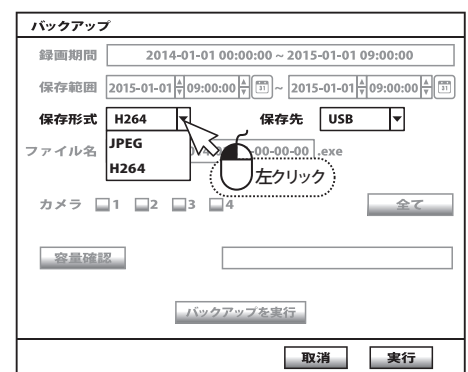 バックアップ
録画期間 2014-01-01 00:00:00 ~ 2015-01-01 09:00:00
保存範囲 2015-01-01 09:00:00 31 ~ 2015-01-01 09:00:00 31
保存形式 H264 保存先 USB
JPEG
ファイル名 -00-00-00 .exe
H264
左クリック
カメラ 1 2 3 4 全て
容量確認
バックアップを実行
取消 実行